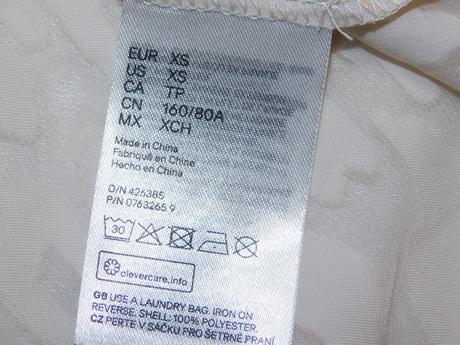 EUR XS
US XS
CA TP
CN 160/80A
MX XCH
Made in China
Fabriqué en Chine
Hecho en China
O/N 426385
P/N 0763265 9
30
clevercare.info
GB USE A LAUNDRY BAG. IRON ON
REVERSE. SHELL: 100% POLYESTER.
CZ PERTE V SÁČKU PRO ŠETRNÉ PRANÍ